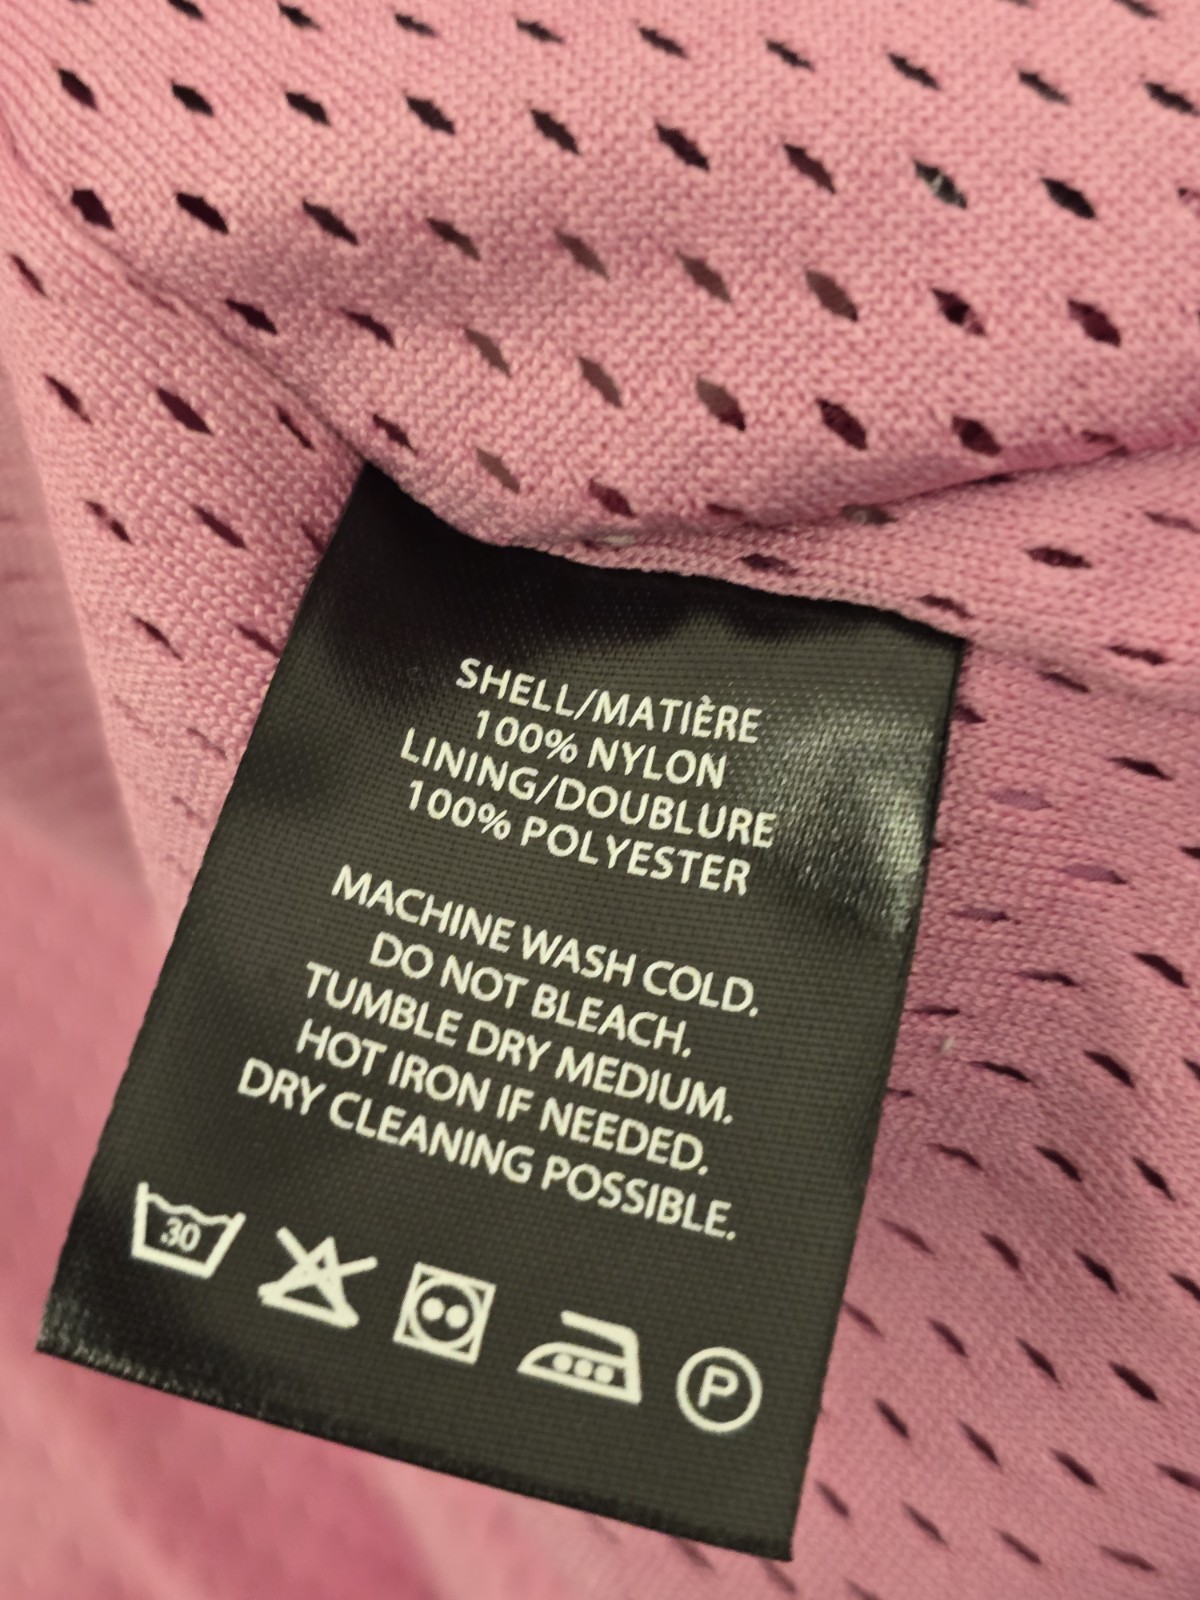 SHELL/MATIÈRE
100% NYLON
LINING/DOUBLURE
100% POLYESTER
MACHINE WASH COLD.
DO NOT BLEACH.
TUMBLE DRY MEDIUM.
HOT IRON IF NEEDED.
DRY CLEANING POSSIBLE.
30 P